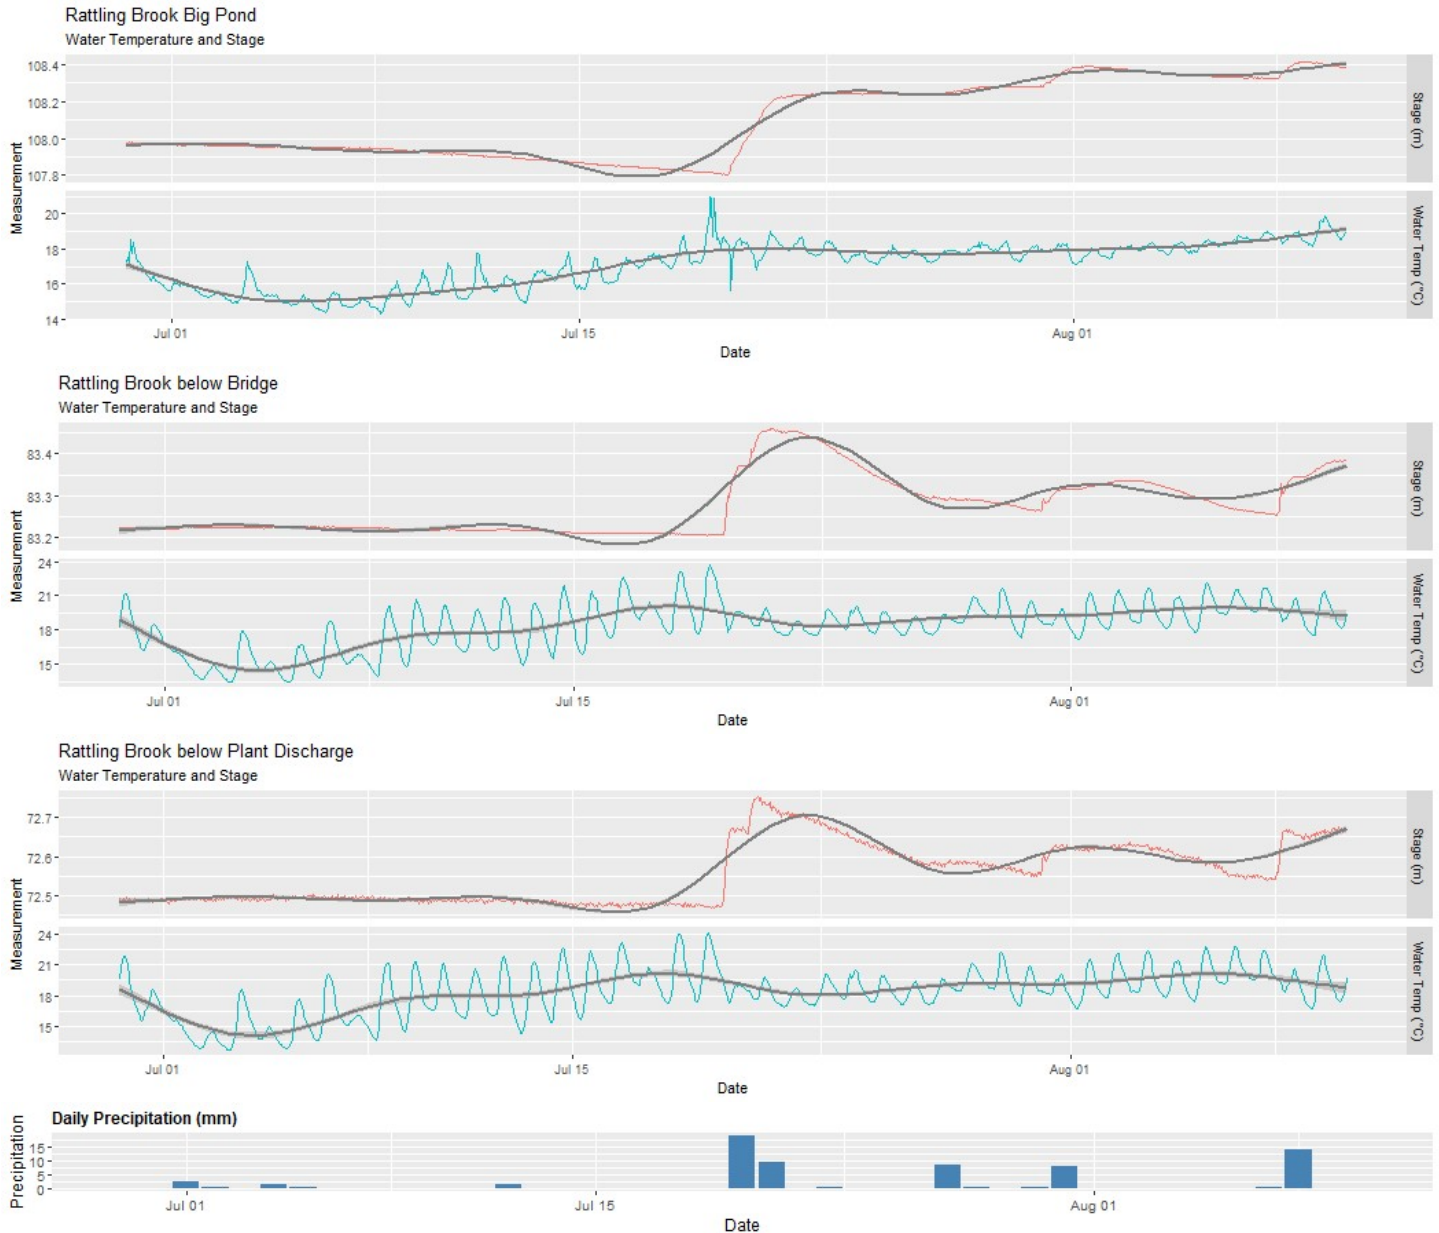 Rattling Brook Big Pond
Water Temperature and Stage
Measurement
108.4
108.2
108.0
107.8
Stage (m)
20
18
16
14
Water Temp (°C)
Jul 01
Jul 15
Aug 01
Date
Rattling Brook below Bridge
Water Temperature and Stage
Measurement
83.4
83.3
83.2
Stage (m)
24
21
18
15
Water Temp (°C)
Jul 01
Jul 15
Aug 01
Date
Rattling Brook below Plant Discharge
Water Temperature and Stage
Measurement
72.7
72.6
72.5
Stage (m)
24
21
18
15
Water Temp (°C)
Jul 01
Jul 15
Aug 01
Date
Daily Precipitation (mm)
Precipitation
15
10
5
0
Jul 01
Jul 15
Aug 01
Date